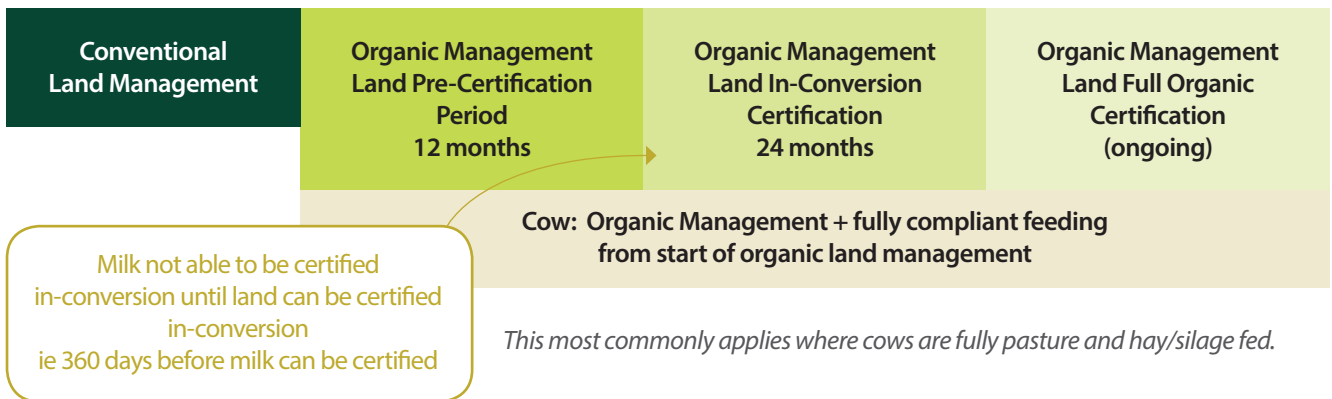 Conventional
Land Management
Organic Management
Land Pre-Certification
Period
12 months
Organic Management
Land In-Conversion
Certification
24 months
Organic Management
Land Full Organic
Certification
(ongoing)
Cow: Organic Management + fully compliant feeding
from start of organic land management
Milk not able to be certified
in-conversion until land can be certified
in-conversion
ie 360 days before milk can be certified
This most commonly applies where cows are fully pasture and hay/silage fed.